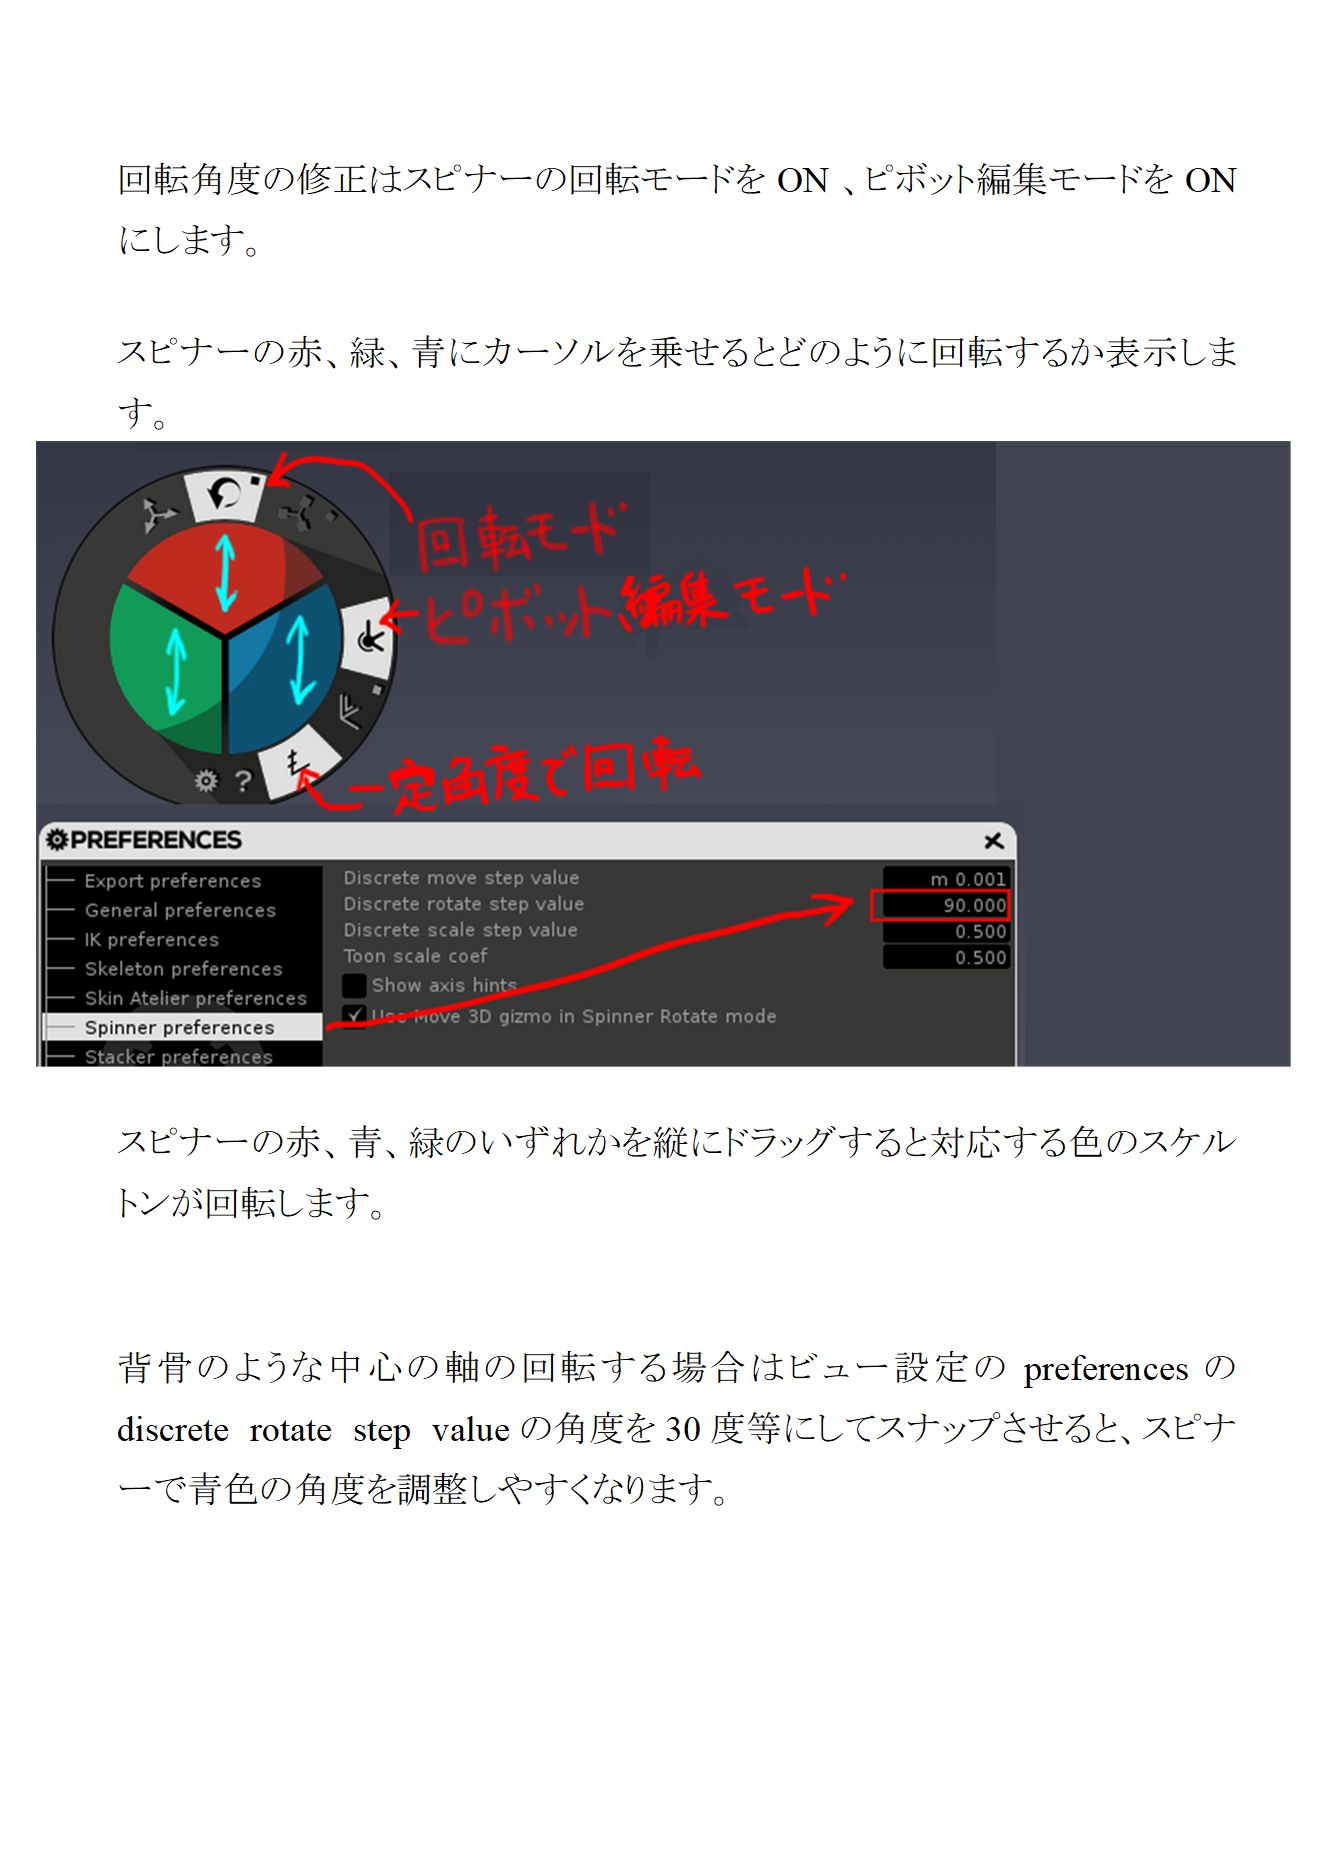 回転角度の修正はスピナーの回転モードを ON 、ピボット編集モードを ON
にします。
スピナーの赤、緑、青にカーソルを乗せるとどのように回転するか表示しま
す。
回転モード
ピボット編集モード
?
一定角度で回転
PREFERENCES
Export preferences
General preferences
IK preferences
Skeleton preferences
Skin Atelier preferences
Spinner preferences
Stacker preferences
Discrete move step value m 0.001
Discrete rotate step value 90.000
Discrete scale step value 0.500
Toon scale coef 0.500
Show axis hints
Use Move 3D gizmo in Spinner Rotate mode
スピナーの赤、青、緑のいずれかを縦にドラッグすると対応する色のスケル
トンが回転します。
背骨のような中心の軸の回転する場合はビュー設定の preferences の
discrete rotate step value の角度を 30 度等にしてスナップさせると、スピナ
ーで青色の角度を調整しやすくなります。